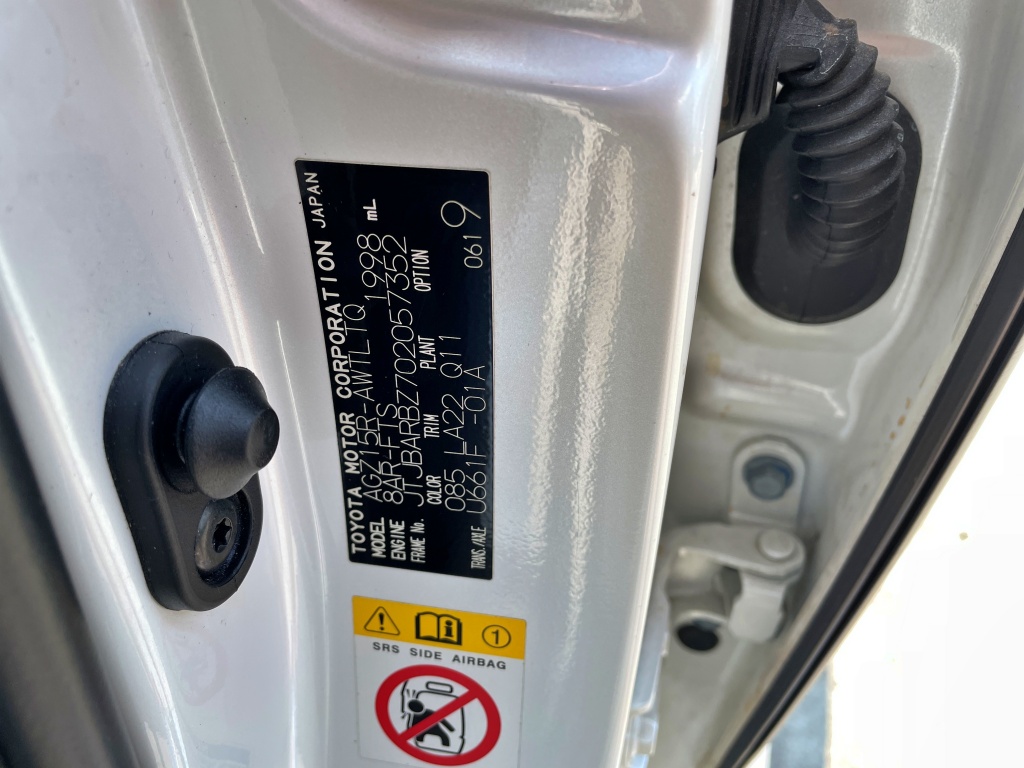 TOYOTA MOTOR CORPORATION JAPAN
MODEL AGZ15R-AWTLTQ 1998 mL
ENGINE 8AR-FTS
FRAME No. JTJBARBZ702057352
COLOR TRIM PLANT OPTION
085 LA22 Q11
TRANS./AXLE U661F -01A 0619
1
SRS SIDE AIRBAG